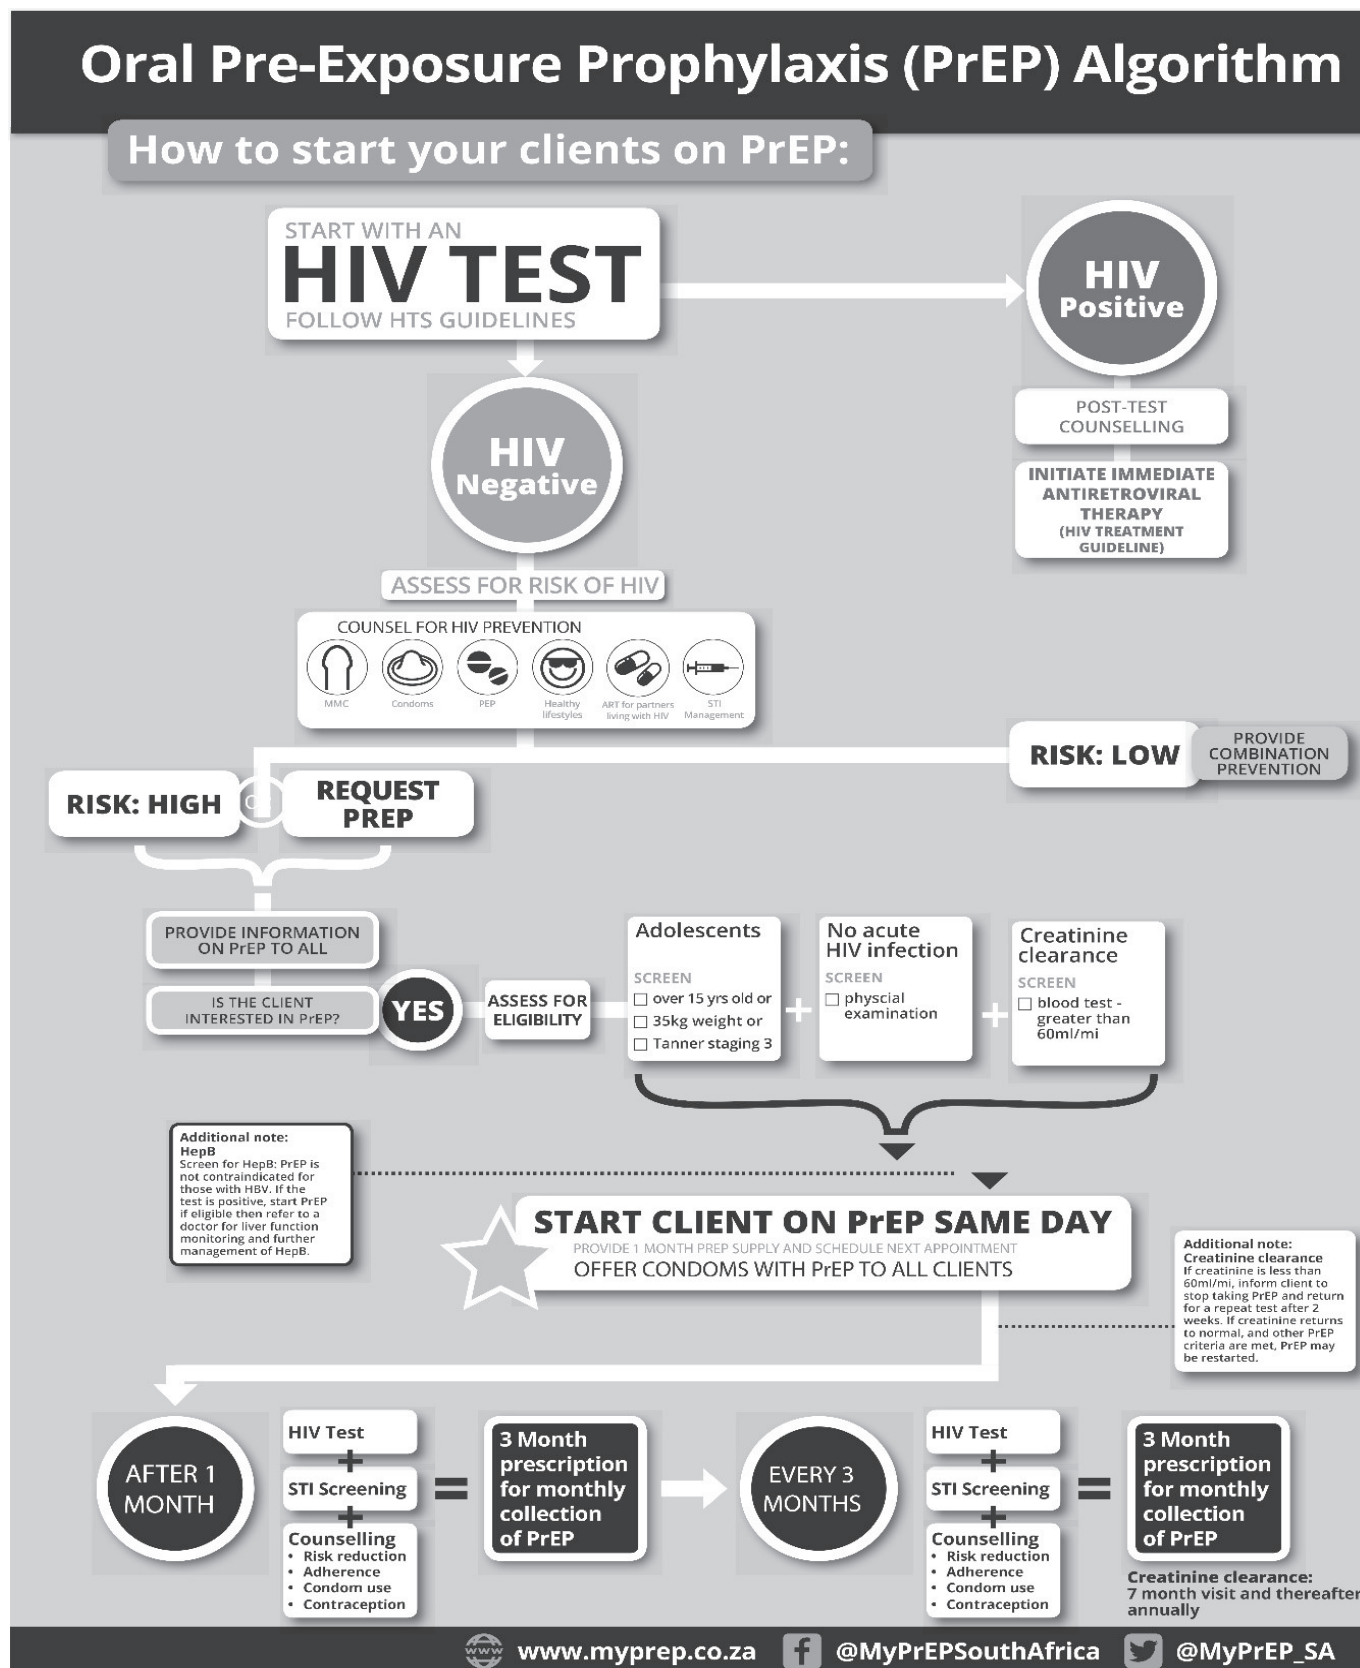 Oral Pre-Exposure Prophylaxis (PrEP) Algorithm
How to start your clients on PrEP:
START WITH AN
HIV TEST
FOLLOW HTS GUIDELINES
HIV
Positive
POST-TEST
COUNSELLING
INITIATE IMMEDIATE
ANTIRETROVIRAL
THERAPY
(HIV TREATMENT
GUIDELINE)
HIV
Negative
ASSESS FOR RISK OF HIV
COUNSEL FOR HIV PREVENTION
MMC
Condoms
PEP
Healthy
lifestyles
ART for partners
living with HIV
STI
Management
RISK: LOW
PROVIDE
COMBINATION
PREVENTION
RISK: HIGH
OR
REQUEST
PREP
PROVIDE INFORMATION
ON PrEP TO ALL
IS THE CLIENT
INTERESTED IN PrEP?
YES
ASSESS FOR
ELIGIBILITY
Adolescents
SCREEN
over 15 yrs old or
35kg weight or
Tanner staging 3
+
No acute
HIV infection
SCREEN
physcial
examination
+
Creatinine
clearance
SCREEN
blood test -
greater than
60ml/mi
Additional note:
HepB
Screen for HepB: PrEP is
not contraindicated for
those with HBV. If the
test is positive, start PrEP
if eligible then refer to a
doctor for liver function
monitoring and further
management of HepB.
START CLIENT ON PrEP SAME DAY
PROVIDE 1 MONTH PREP SUPPLY AND SCHEDULE NEXT APPOINTMENT
OFFER CONDOMS WITH PrEP TO ALL CLIENTS
Additional note:
Creatinine clearance
If creatinine is less than
60ml/mi, inform client to
stop taking PrEP and return
for a repeat test after 2
weeks. If creatinine returns
to normal, and other PrEP
criteria are met, PrEP may
be restarted.
AFTER 1
MONTH
HIV Test
+
STI Screening
+
Counselling
• Risk reduction
• Adherence
• Condom use
• Contraception
=
3 Month
prescription
for monthly
collection
of PrEP
EVERY 3
MONTHS
HIV Test
+
STI Screening
+
Counselling
• Risk reduction
• Adherence
• Condom use
• Contraception
=
3 Month
prescription
for monthly
collection
of PrEP
Creatinine clearance:
7 month visit and thereafter
annually
www
www.myprep.co.za
f
@MyPrEPSouthAfrica
@MyPrEP_SA